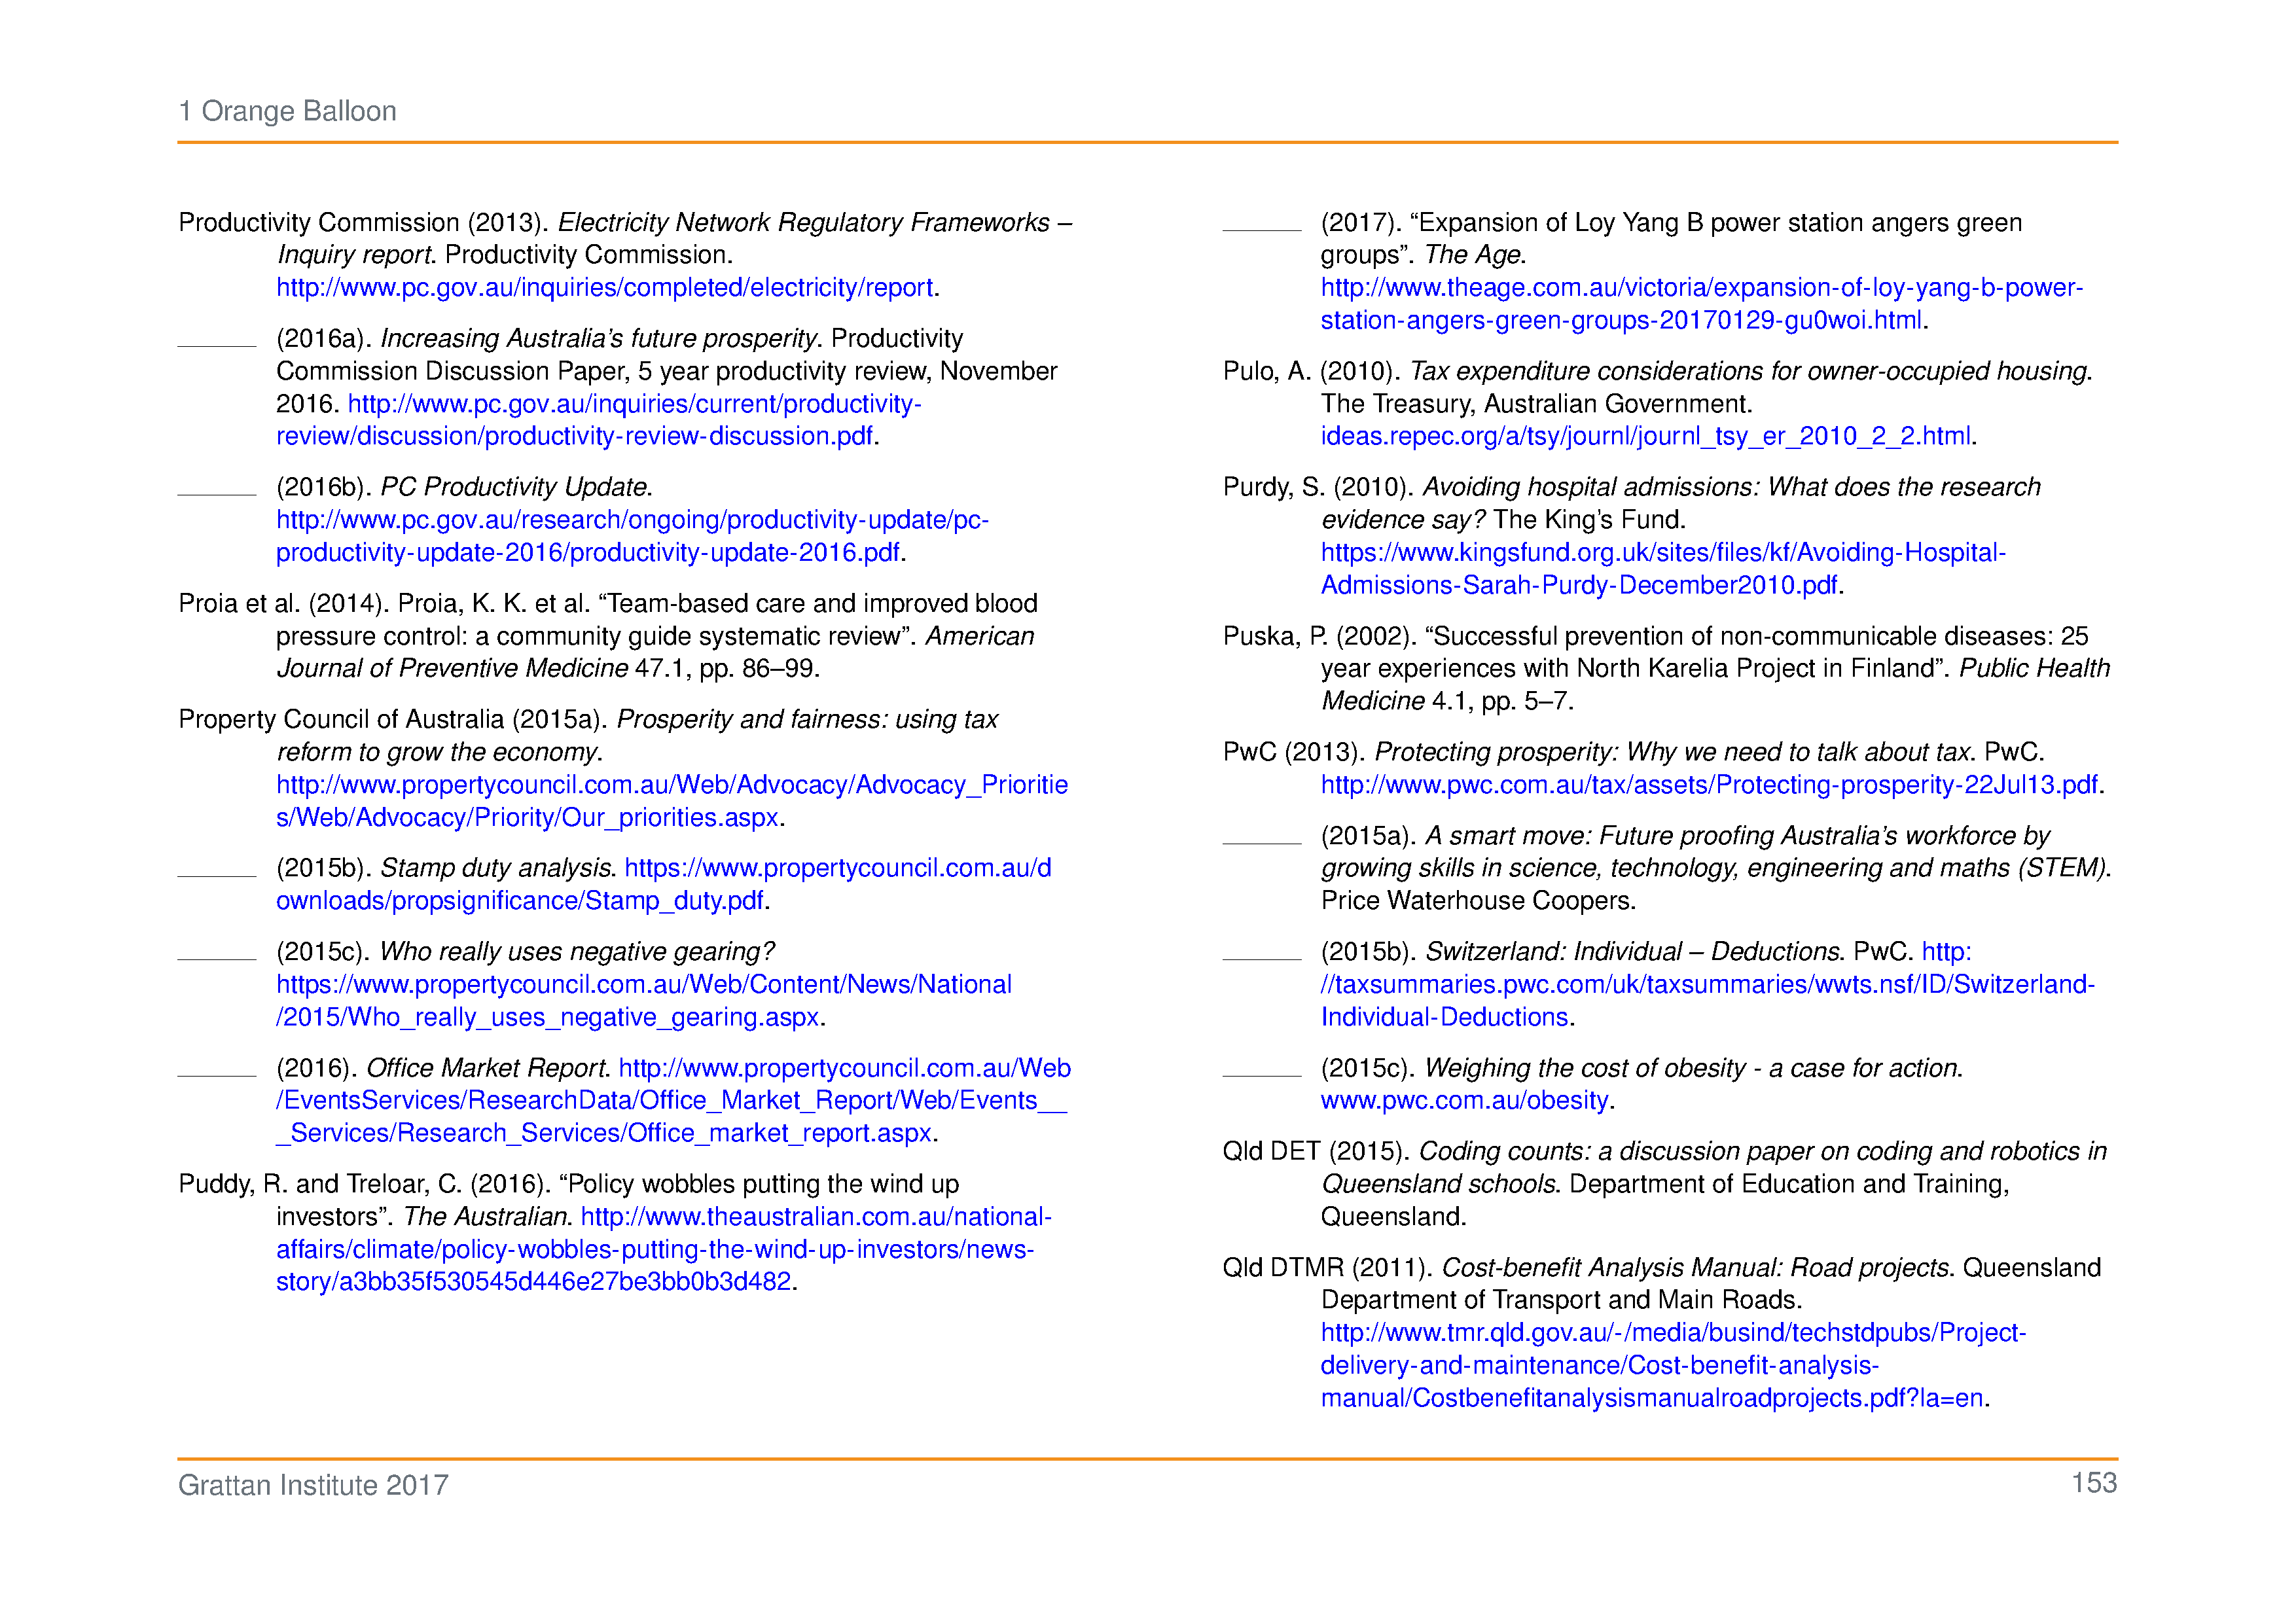 1 Orange Balloon
Productivity Commission (2013). Electricity Network Regulatory Frameworks –
Inquiry report. Productivity Commission.
http://www.pc.gov.au/inquiries/completed/electricity/report.
(2016a). Increasing Australia’s future prosperity. Productivity
Commission Discussion Paper, 5 year productivity review, November
2016. http://www.pc.gov.au/inquiries/current/productivity-
review/discussion/productivity-review-discussion.pdf.
(2016b). PC Productivity Update.
http://www.pc.gov.au/research/ongoing/productivity-update/pc-
productivity-update-2016/productivity-update-2016.pdf.
Proia et al. (2014). Proia, K. K. et al. “Team-based care and improved blood
pressure control: a community guide systematic review”. American
Journal of Preventive Medicine 47.1, pp. 86–99.
Property Council of Australia (2015a). Prosperity and fairness: using tax
reform to grow the economy.
http://www.propertycouncil.com.au/Web/Advocacy/Advocacy_Prioritie
s/Web/Advocacy/Priority/Our_priorities.aspx.
(2015b). Stamp duty analysis. https://www.propertycouncil.com.au/d
ownloads/propsignificance/Stamp_duty.pdf.
(2015c). Who really uses negative gearing?
https://www.propertycouncil.com.au/Web/Content/News/National
/2015/Who_really_uses_negative_gearing.aspx.
(2016). Office Market Report. http://www.propertycouncil.com.au/Web
/EventsServices/ResearchData/Office_Market_Report/Web/Events__
_Services/Research_Services/Office_market_report.aspx.
Puddy, R. and Treloar, C. (2016). “Policy wobbles putting the wind up
investors”. The Australian. http://www.theaustralian.com.au/national-
affairs/climate/policy-wobbles-putting-the-wind-up-investors/news-
story/a3bb35f530545d446e27be3bb0b3d482.
(2017). “Expansion of Loy Yang B power station angers green
groups”. The Age.
http://www.theage.com.au/victoria/expansion-of-loy-yang-b-power-
station-angers-green-groups-20170129-gu0woi.html.
Pulo, A. (2010). Tax expenditure considerations for owner-occupied housing.
The Treasury, Australian Government.
ideas.repec.org/a/tsy/journl/journl_tsy_er_2010_2_2.html.
Purdy, S. (2010). Avoiding hospital admissions: What does the research
evidence say? The King’s Fund.
https://www.kingsfund.org.uk/sites/files/kf/Avoiding-Hospital-
Admissions-Sarah-Purdy-December2010.pdf.
Puska, P. (2002). “Successful prevention of non-communicable diseases: 25
year experiences with North Karelia Project in Finland”. Public Health
Medicine 4.1, pp. 5–7.
PwC (2013). Protecting prosperity: Why we need to talk about tax. PwC.
http://www.pwc.com.au/tax/assets/Protecting-prosperity-22Jul13.pdf.
(2015a). A smart move: Future proofing Australia’s workforce by
growing skills in science, technology, engineering and maths (STEM).
Price Waterhouse Coopers.
(2015b). Switzerland: Individual – Deductions. PwC. http:
//taxsummaries.pwc.com/uk/taxsummaries/wwts.nsf/ID/Switzerland-
Individual-Deductions.
(2015c). Weighing the cost of obesity - a case for action.
www.pwc.com.au/obesity.
Qld DET (2015). Coding counts: a discussion paper on coding and robotics in
Queensland schools. Department of Education and Training,
Queensland.
Qld DTMR (2011). Cost-benefit Analysis Manual: Road projects. Queensland
Department of Transport and Main Roads.
http://www.tmr.qld.gov.au/-/media/busind/techstdpubs/Project-
delivery-and-maintenance/Cost-benefit-analysis-
manual/Costbenefitanalysismanualroadprojects.pdf?la=en.
Grattan Institute 2017
153